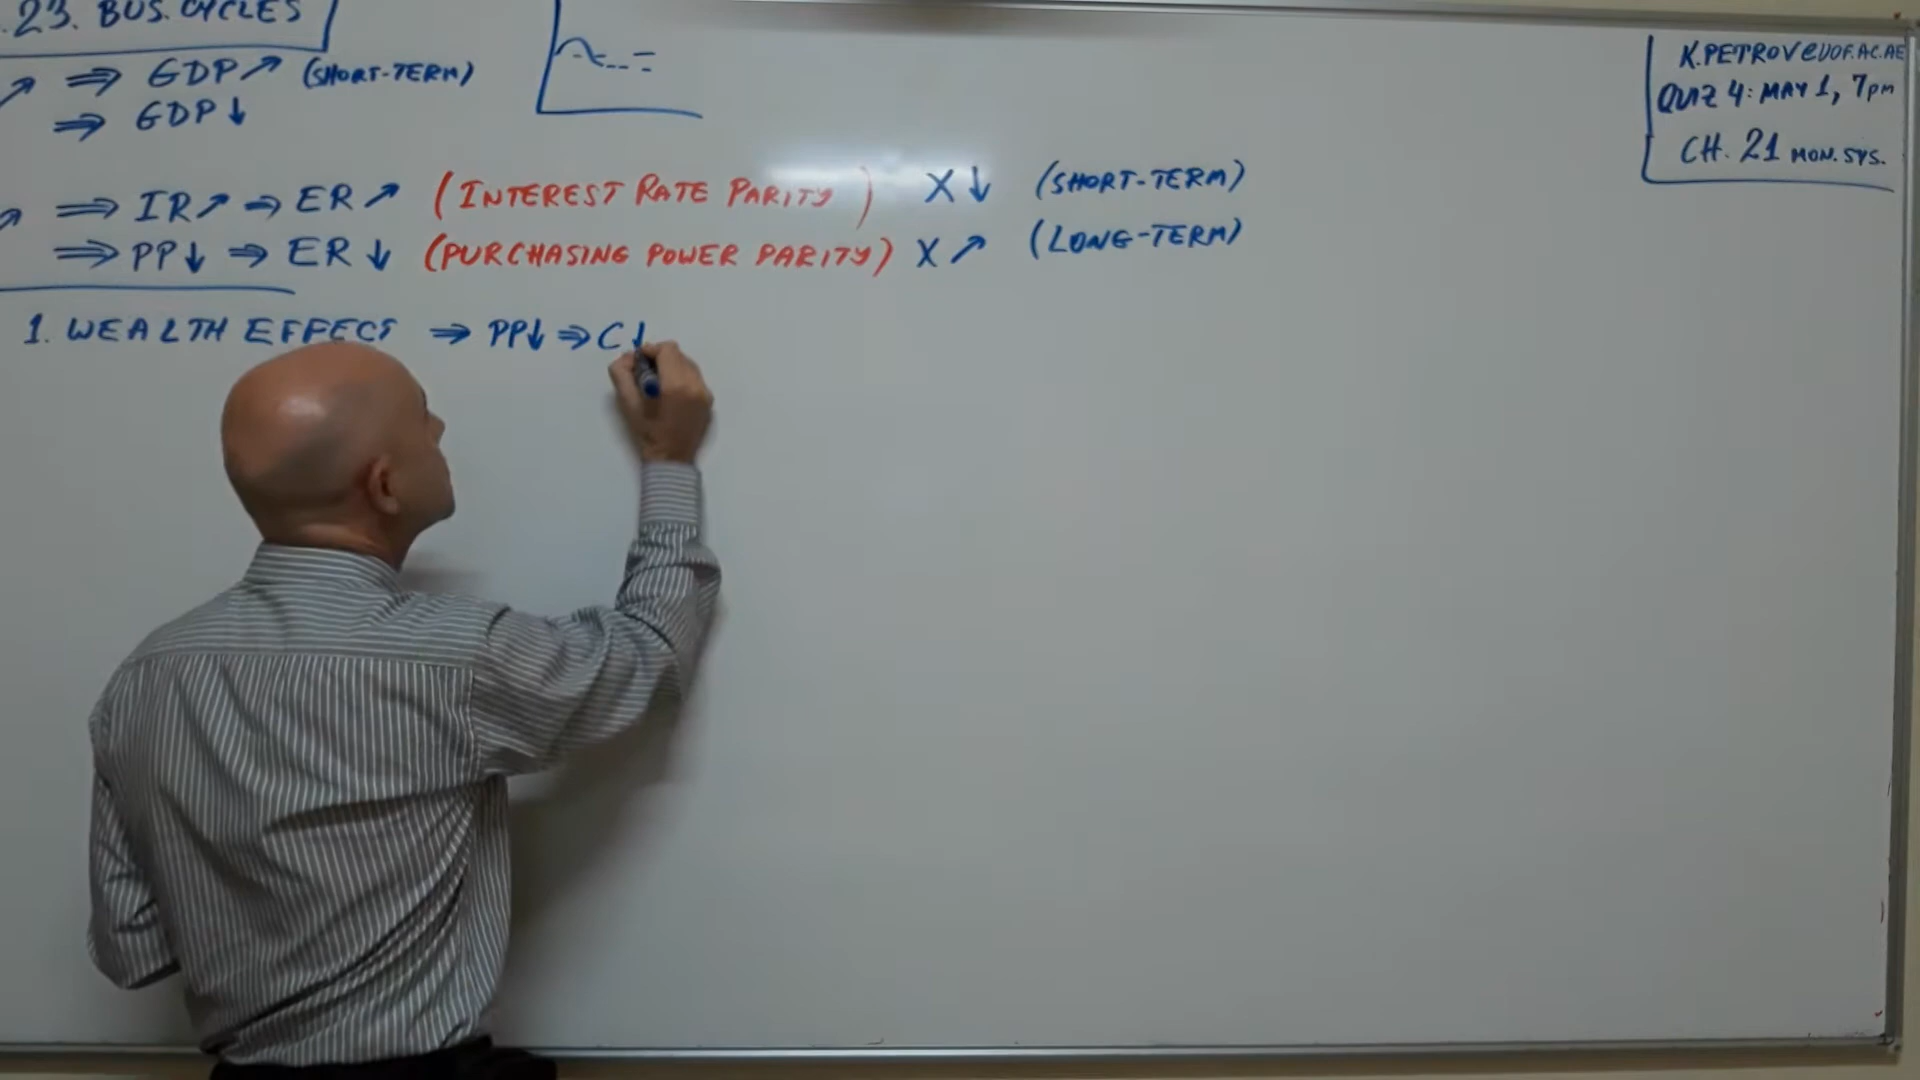 .23. BUS. CYCLES
↗ ⇒ GDP↗ (SHORT-TERM)
⇒ GDP↓
↗ ⇒ IR↗ ⇒ ER↗ (INTEREST RATE PARITY) X↓ (SHORT-TERM)
⇒ PP↓ ⇒ ER↓ (PURCHASING POWER PARITY) X↗ (LONG-TERM)
1. WEALTH EFFECT ⇒ PP↓ ⇒ C↓
K.PETROV@UOF.AC.AE
QUIZ 4: MAY 1, 7pm
CH. 21 MON. SYS.